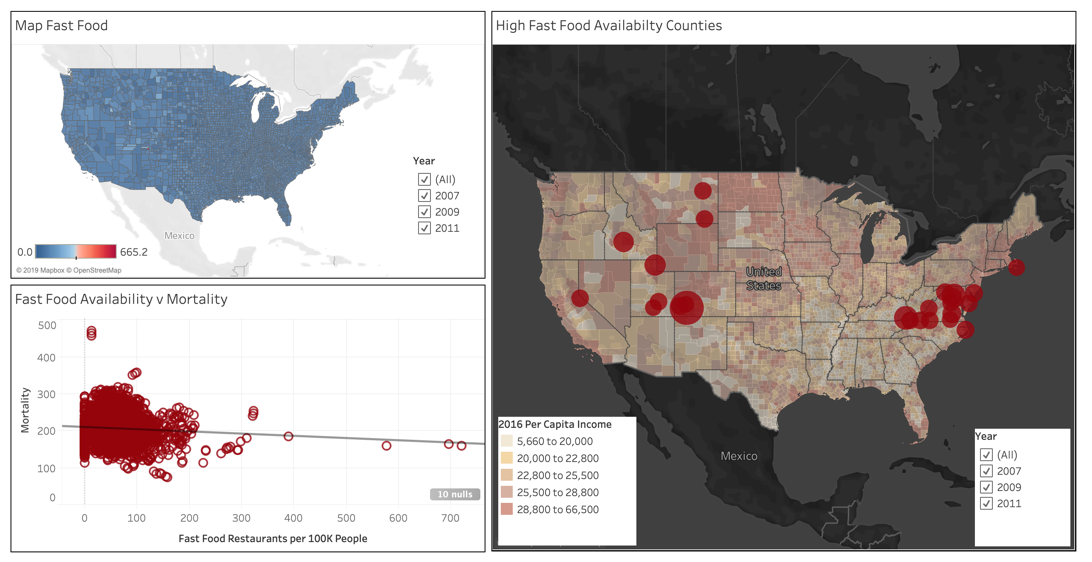 Map Fast Food
Year
(All)
2007
2009
2011
Mexico
0.0
665.2
© 2019 Mapbox © OpenStreetMap
Fast Food Availability v Mortality
500
400
300
200
100
0
Mortality
10 nulls
0 100 200 300 400 500 600 700
Fast Food Restaurants per 100K People
High Fast Food Availabilty Counties
United
States
Mexico
2016 Per Capita Income
5,660 to 20,000
20,000 to 22,800
22,800 to 25,500
25,500 to 28,800
28,800 to 66,500
Year
(All)
2007
2009
2011